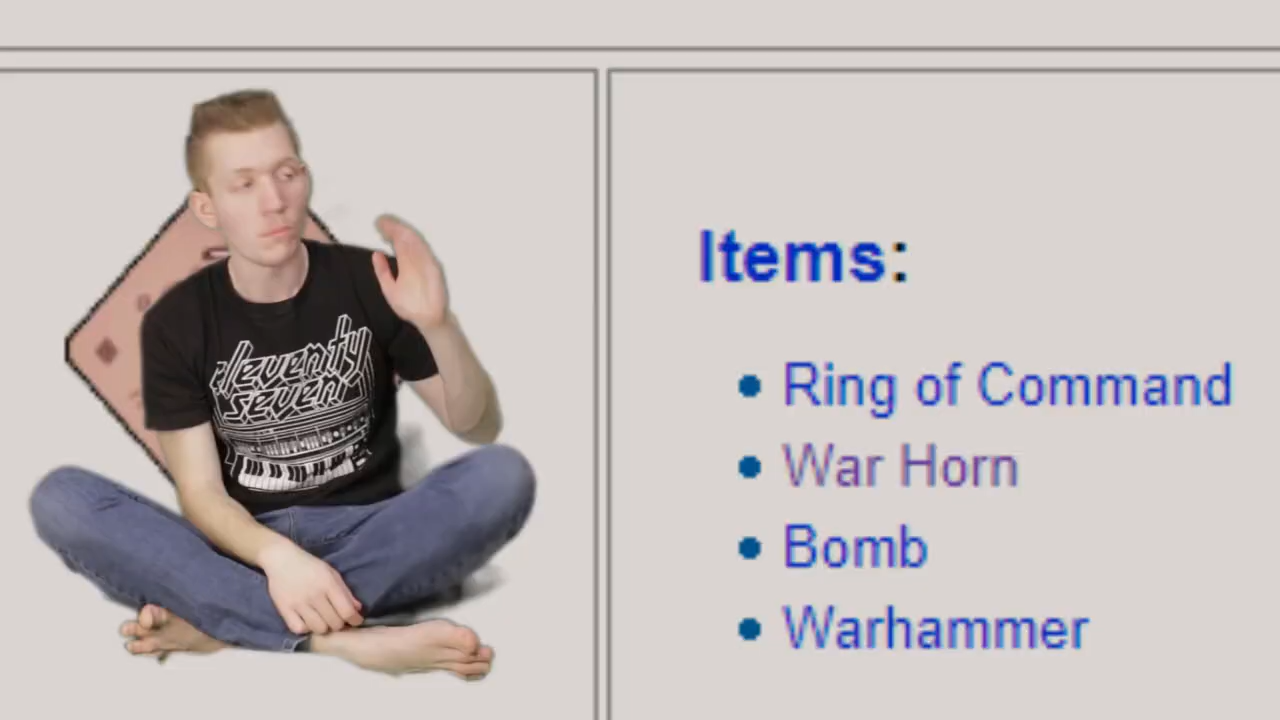 eleventy
seven
Items:
Ring of Command
War Horn
Bomb
Warhammer